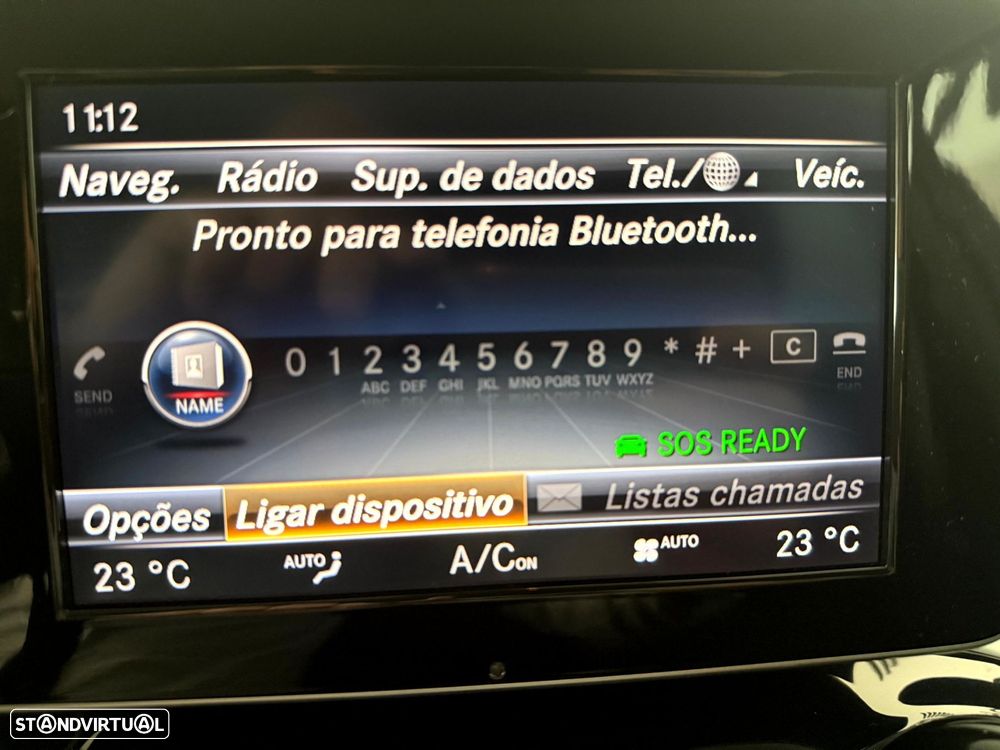 11:12
Naveg. Rádio Sup. de dados Tel./ Veíc.
Pronto para telefonia Bluetooth...
SEND NAME 0 1 2 3 4 5 6 7 8 9 * # + C END
ABC DEF GHI JKL MNO PQRS TUV WXYZ
SOS READY
Opções Ligar dispositivo Listas chamadas
23 °C AUTO A/C ON AUTO 23 °C
STANDVIRTUAL